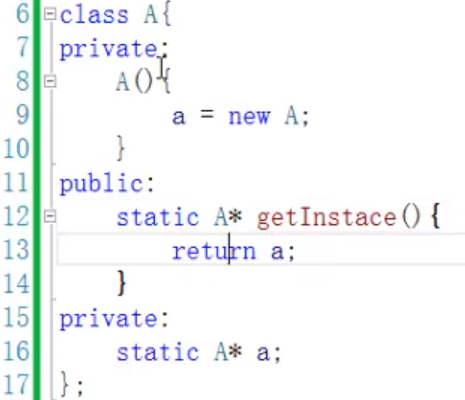 6 class A{
7 private:
8     A(){
9         a = new A;
10     }
11 public:
12     static A* getInstace(){
13         return a;
14     }
15 private:
16     static A* a;
17 };